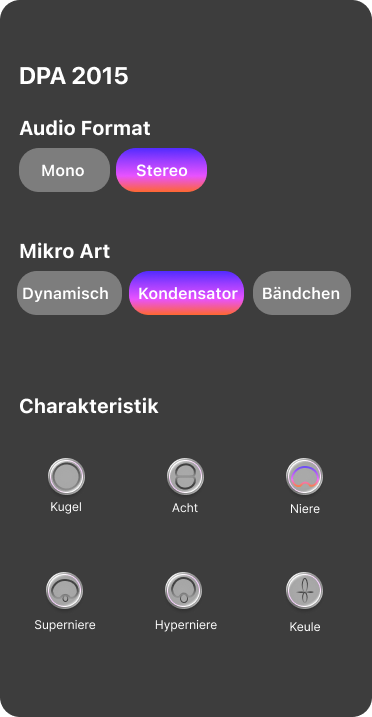 DPA 2015
Audio Format
Mono Stereo
Mikro Art
Dynamisch Kondensator Bändchen
Charakteristik
Kugel Acht Niere
Superniere Hyperniere Keule